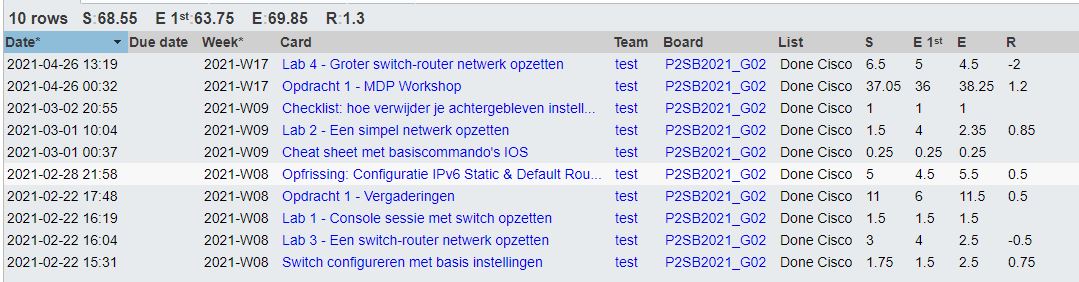 10 rows S:68.55 E 1st:63.75 E:69.85 R:1.3
Date* Due date Week* Card Team Board List S E 1st E R
2021-04-26 13:19 2021-W17 Lab 4 - Groter switch-router netwerk opzetten test P2SB2021_G02 Done Cisco 6.5 5 4.5 -2
2021-04-26 00:32 2021-W17 Opdracht 1 - MDP Workshop test P2SB2021_G02 Done Cisco 37.05 36 38.25 1.2
2021-03-02 20:55 2021-W09 Checklist: hoe verwijder je achtergebleven instell... test P2SB2021_G02 Done Cisco 1 1 1
2021-03-01 10:04 2021-W09 Lab 2 - Een simpel netwerk opzetten test P2SB2021_G02 Done Cisco 1.5 4 2.35 0.85
2021-03-01 00:37 2021-W09 Cheat sheet met basiscommando's IOS test P2SB2021_G02 Done Cisco 0.25 0.25 0.25
2021-02-28 21:58 2021-W08 Opfrissing: Configuratie IPv6 Static & Default Rou... test P2SB2021_G02 Done Cisco 5 4.5 5.5 0.5
2021-02-22 17:48 2021-W08 Opdracht 1 - Vergaderingen test P2SB2021_G02 Done Cisco 11 6 11.5 0.5
2021-02-22 16:19 2021-W08 Lab 1 - Console sessie met switch opzetten test P2SB2021_G02 Done Cisco 1.5 1.5 1.5
2021-02-22 16:04 2021-W08 Lab 3 - Een switch-router netwerk opzetten test P2SB2021_G02 Done Cisco 3 4 2.5 -0.5
2021-02-22 15:31 2021-W08 Switch configureren met basis instellingen test P2SB2021_G02 Done Cisco 1.75 1.5 2.5 0.75